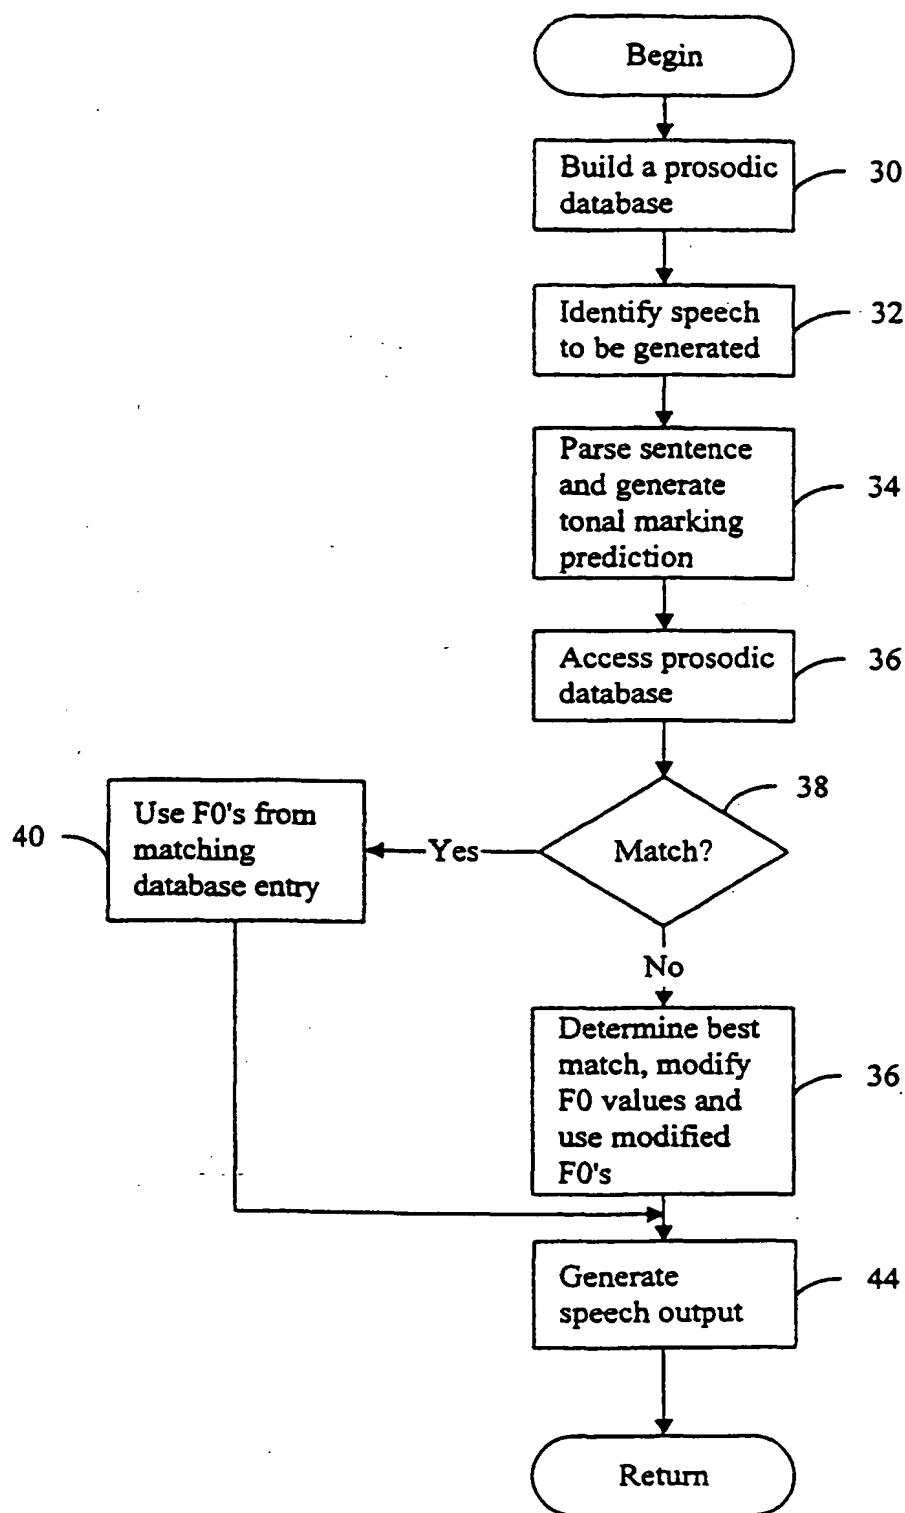 Begin
Build a prosodic
database
30
Identify speech
to be generated
32
Parse sentence
and generate
tonal marking
prediction
34
Access prosodic
database
36
Match?
38
Yes
Use F0's from
matching
database entry
40
No
Determine best
match, modify
F0 values and
use modified
F0's
36
Generate
speech output
44
Return